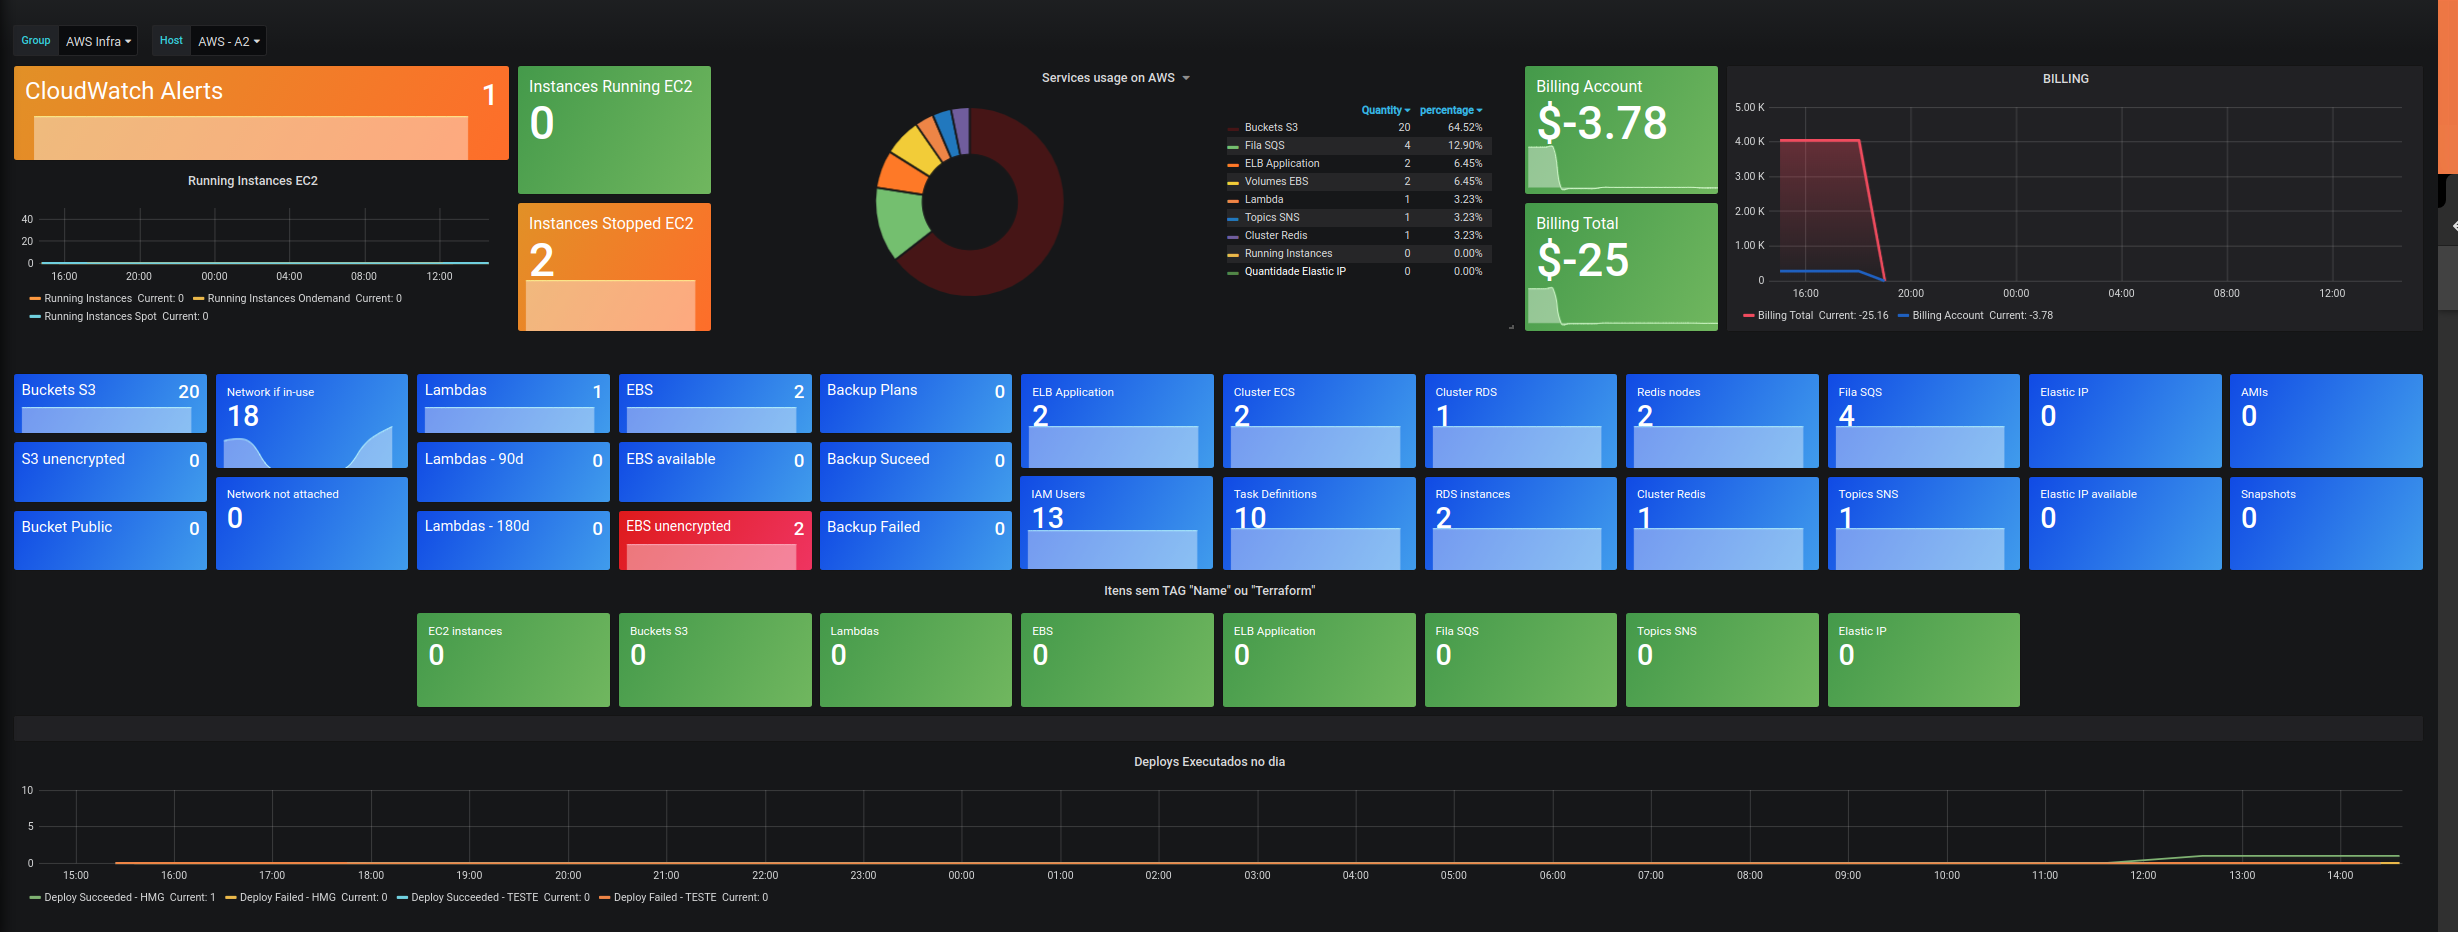 Group AWS Infra Host AWS - A2
CloudWatch Alerts 1
Running Instances EC2
40
20
0
16:00 20:00 00:00 04:00 08:00 12:00
Running Instances Current: 0 Running Instances Ondemand Current: 0
Running Instances Spot Current: 0
Instances Running EC2
0
Instances Stopped EC2
2
Services usage on AWS
Quantity percentage
Buckets S3 20 64.52%
Fila SQS 4 12.90%
ELB Application 2 6.45%
Volumes EBS 2 6.45%
Lambda 1 3.23%
Topics SNS 1 3.23%
Cluster Redis 1 3.23%
Running Instances 0 0.00%
Quantidade Elastic IP 0 0.00%
Billing Account
$-3.78
Billing Total
$-25
BILLING
5.00 K
4.00 K
3.00 K
2.00 K
1.00 K
0
16:00 20:00 00:00 04:00 08:00 12:00
Billing Total Current: -25.16 Billing Account Current: -3.78
Buckets S3 20
S3 unencrypted 0
Bucket Public 0
Network if in-use
18
Network not attached
0
Lambdas 1
Lambdas - 90d 0
Lambdas - 180d 0
EBS 2
EBS available 0
EBS unencrypted 2
Backup Plans 0
Backup Suceed 0
Backup Failed 0
ELB Application
2
IAM Users
13
Cluster ECS
2
Task Definitions
10
Cluster RDS
1
RDS instances
2
Redis nodes
2
Cluster Redis
1
Fila SQS
4
Topics SNS
1
Elastic IP
0
Elastic IP available
0
AMIs
0
Snapshots
0
Itens sem TAG "Name" ou "Terraform"
EC2 instances
0
Buckets S3
0
Lambdas
0
EBS
0
ELB Application
0
Fila SQS
0
Topics SNS
0
Elastic IP
0
Deploys Executados no dia
10
5
0
15:00 16:00 17:00 18:00 19:00 20:00 21:00 22:00 23:00 00:00 01:00 02:00 03:00 04:00 05:00 06:00 07:00 08:00 09:00 10:00 11:00 12:00 13:00 14:00
Deploy Succeeded - HMG Current: 1 Deploy Failed - HMG Current: 0 Deploy Succeeded - TESTE Current: 0 Deploy Failed - TESTE Current: 0